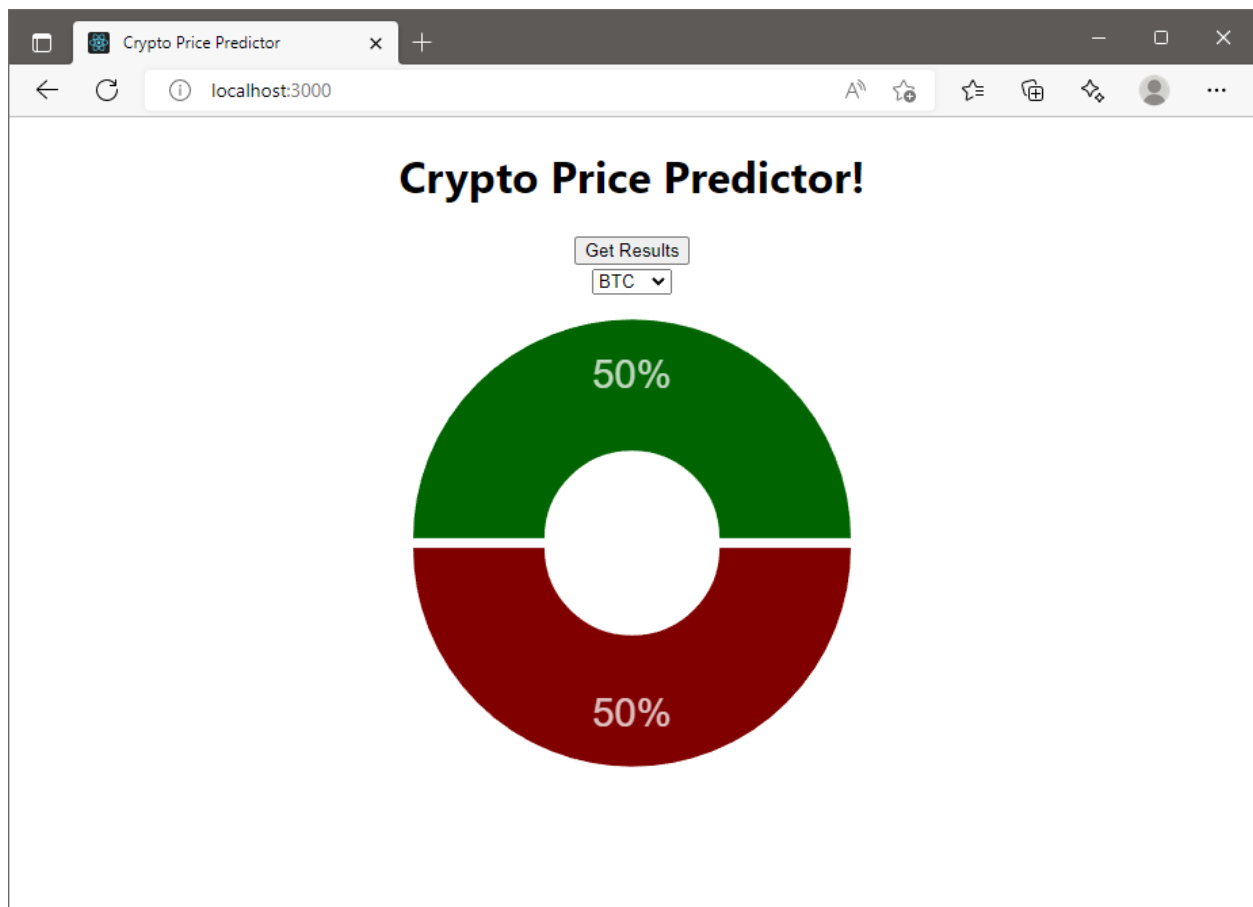 Crypto Price Predictor
localhost:3000
Crypto Price Predictor!
Get Results
BTC
50%
50%